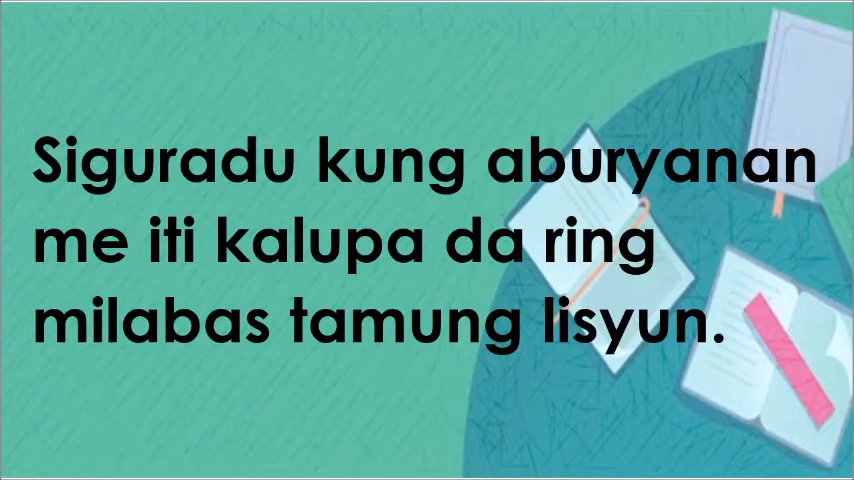 Siguradu kung aburyanan
me iti kalupa da ring
milabas tamung lisyun.